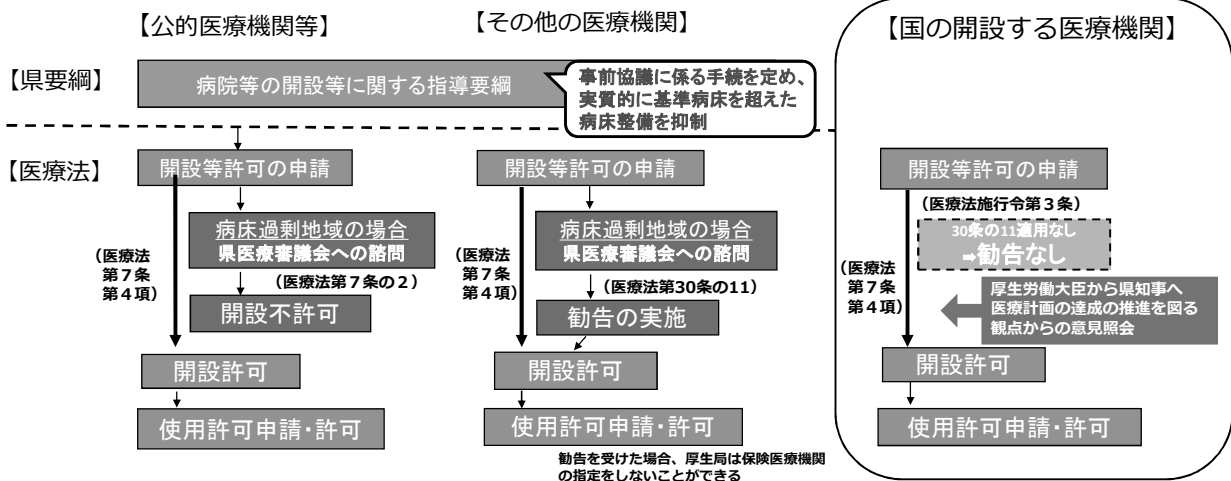 【公的医療機関等】
【その他の医療機関】
【国の開設する医療機関】
【県要綱】
病院等の開設等に関する指導要綱
事前協議に係る手続を定め、
実質的に基準病床を超えた
病床整備を抑制
【医療法】
開設等許可の申請
病床過剰地域の場合
県医療審議会への諮問
(医療法
第7条
第4項)
(医療法第7条の2)
開設不許可
開設許可
使用許可申請・許可
開設等許可の申請
病床過剰地域の場合
県医療審議会への諮問
(医療法
第7条
第4項)
(医療法第30条の11)
勧告の実施
開設許可
使用許可申請・許可
勧告を受けた場合、厚生局は保険医療機関
の指定をしないことができる
開設等許可の申請
(医療法施行令第3条)
30条の11適用なし
➡勧告なし
(医療法
第7条
第4項)
厚生労働大臣から県知事へ
医療計画の達成の推進を図る
観点からの意見照会
開設許可
使用許可申請・許可